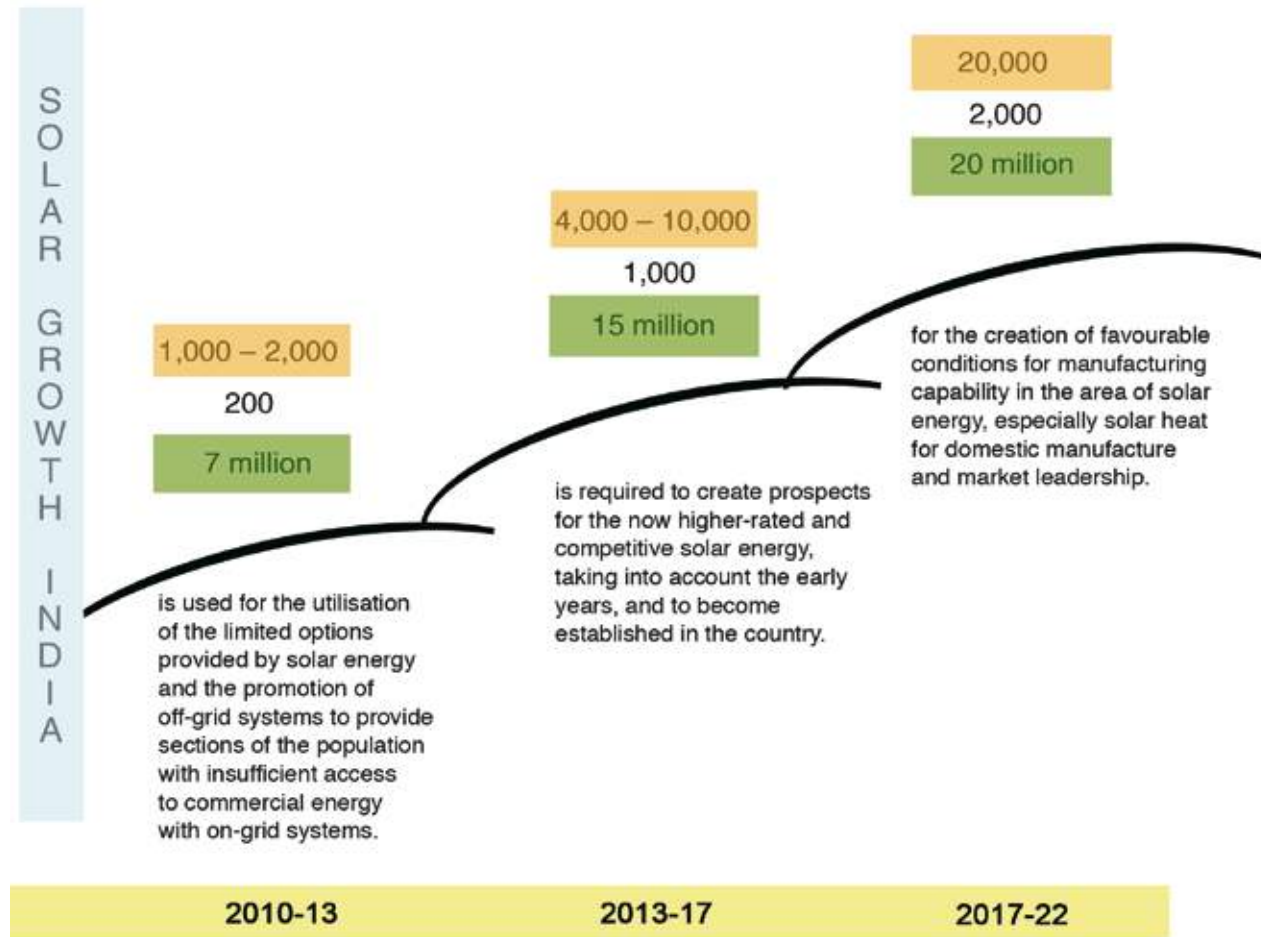 SOLAR GROWTH INDIA
1,000 – 2,000
200
7 million
is used for the utilisation
of the limited options
provided by solar energy
and the promotion of
off-grid systems to provide
sections of the population
with insufficient access
to commercial energy
with on-grid systems.
4,000 – 10,000
1,000
15 million
is required to create prospects
for the now higher-rated and
competitive solar energy,
taking into account the early
years, and to become
established in the country.
20,000
2,000
20 million
for the creation of favourable
conditions for manufacturing
capability in the area of solar
energy, especially solar heat
for domestic manufacture
and market leadership.
2010-13
2013-17
2017-22